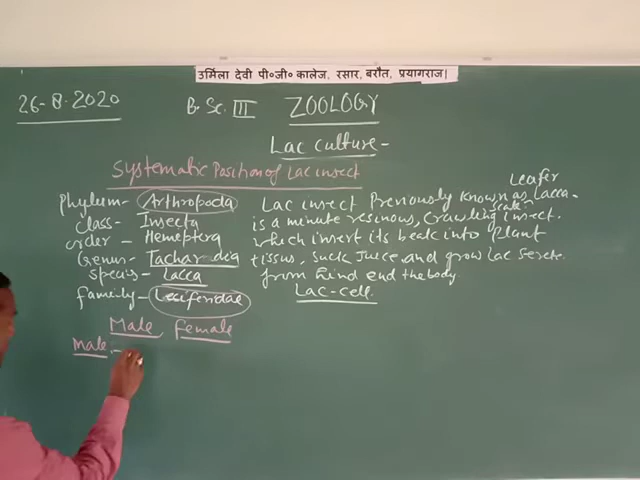 उर्मिला देवी पी०जी० कालेज, रसार, बरौत, प्रयागराज।
26-8-2020 B.Sc. III ZOOLOGY
Lac culture-
Systematic Position of Lac insect
Phylum- Arthropoda
class- Insecta
order - Hemeptera
Genus- Tachardia
species- Lacca
fameily- Leciferidae
Leafer
Lac insect Previously known as Lacca-
scale
is a minute resinous, Crawling insect.
which insert its beak into Plant
tissus, Suck Juice and grow Lac Secrete.
from hind end the body
Lac-cell.
Male female
Male:-